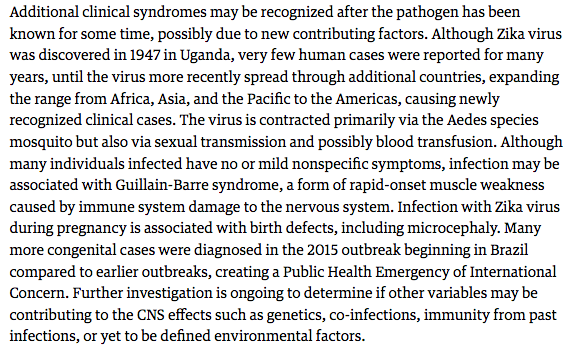 Additional clinical syndromes may be recognized after the pathogen has been
known for some time, possibly due to new contributing factors. Although Zika virus
was discovered in 1947 in Uganda, very few human cases were reported for many
years, until the virus more recently spread through additional countries, expanding
the range from Africa, Asia, and the Pacific to the Americas, causing newly
recognized clinical cases. The virus is contracted primarily via the Aedes species
mosquito but also via sexual transmission and possibly blood transfusion. Although
many individuals infected have no or mild nonspecific symptoms, infection may be
associated with Guillain-Barre syndrome, a form of rapid-onset muscle weakness
caused by immune system damage to the nervous system. Infection with Zika virus
during pregnancy is associated with birth defects, including microcephaly. Many
more congenital cases were diagnosed in the 2015 outbreak beginning in Brazil
compared to earlier outbreaks, creating a Public Health Emergency of International
Concern. Further investigation is ongoing to determine if other variables may be
contributing to the CNS effects such as genetics, co-infections, immunity from past
infections, or yet to be defined environmental factors.